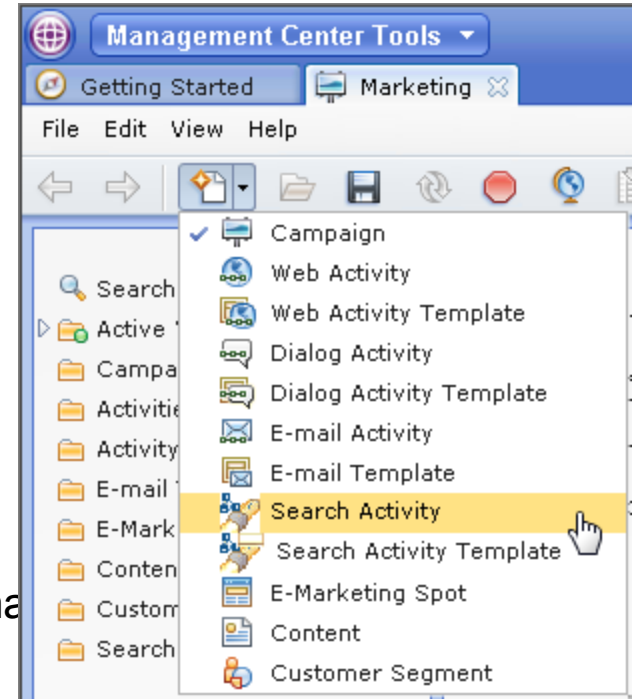 Management Center Tools
Getting Started Marketing
File Edit View Help
Campaign
Web Activity
Search
Web Activity Template
Active
Dialog Activity
Campa
Dialog Activity Template
Activitie
E-mail Activity
Activity
E-mail Template
E-mail
Search Activity
E-Mark
Search Activity Template
Conten
E-Marketing Spot
na
Custom
Content
Search
Customer Segment